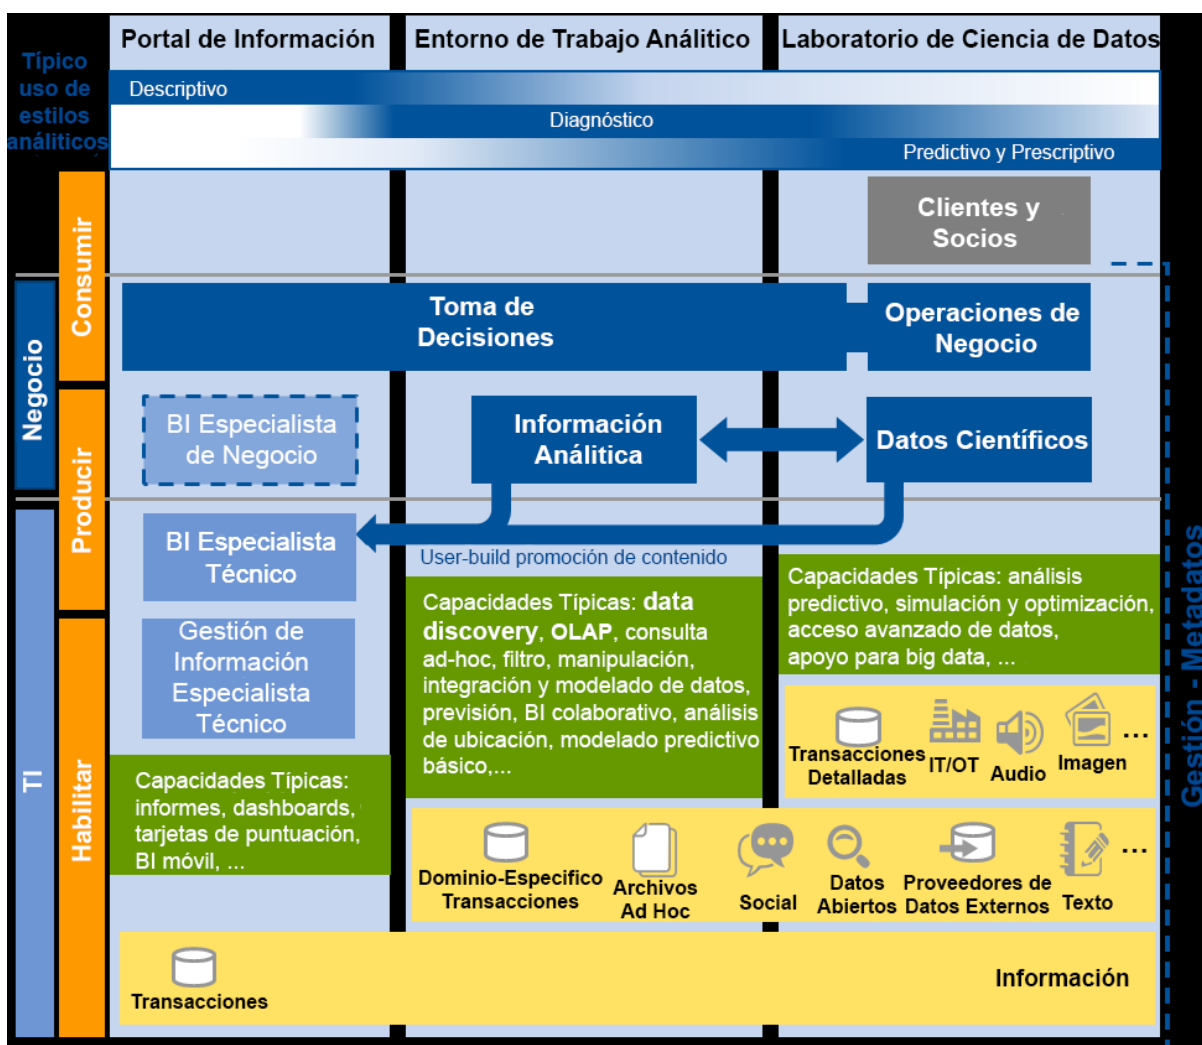 Portal de Información
Entorno de Trabajo Análitico
Laboratorio de Ciencia de Datos
Típico
uso de
estilos
análiticos
Descriptivo
Diagnóstico
Predictivo y Prescriptivo
Consumir
Clientes y
Socios
Negocio
Toma de
Decisiones
Operaciones de
Negocio
Producir
BI Especialista
de Negocio
Información
Análitica
Datos Científicos
BI Especialista
Técnico
User-build promoción de contenido
TI
Habilitar
Gestión de
Información
Especialista
Técnico
Capacidades Típicas:
informes, dashboards,
tarjetas de puntuación,
BI móvil, ...
Capacidades Típicas: data
discovery, OLAP, consulta
ad-hoc, filtro, manipulación,
integración y modelado de datos,
previsión, BI colaborativo, análisis
de ubicación, modelado predictivo
básico,...
Capacidades Típicas: análisis
predictivo, simulación y optimización,
acceso avanzado de datos,
apoyo para big data, ...
Transacciones
Detalladas
IT/OT
Audio
Imagen
...
Dominio-Especifico
Transacciones
Archivos
Ad Hoc
Social
Datos
Abiertos
Proveedores de
Datos Externos
Texto
...
Transacciones
Información
Gestión - Metadatos